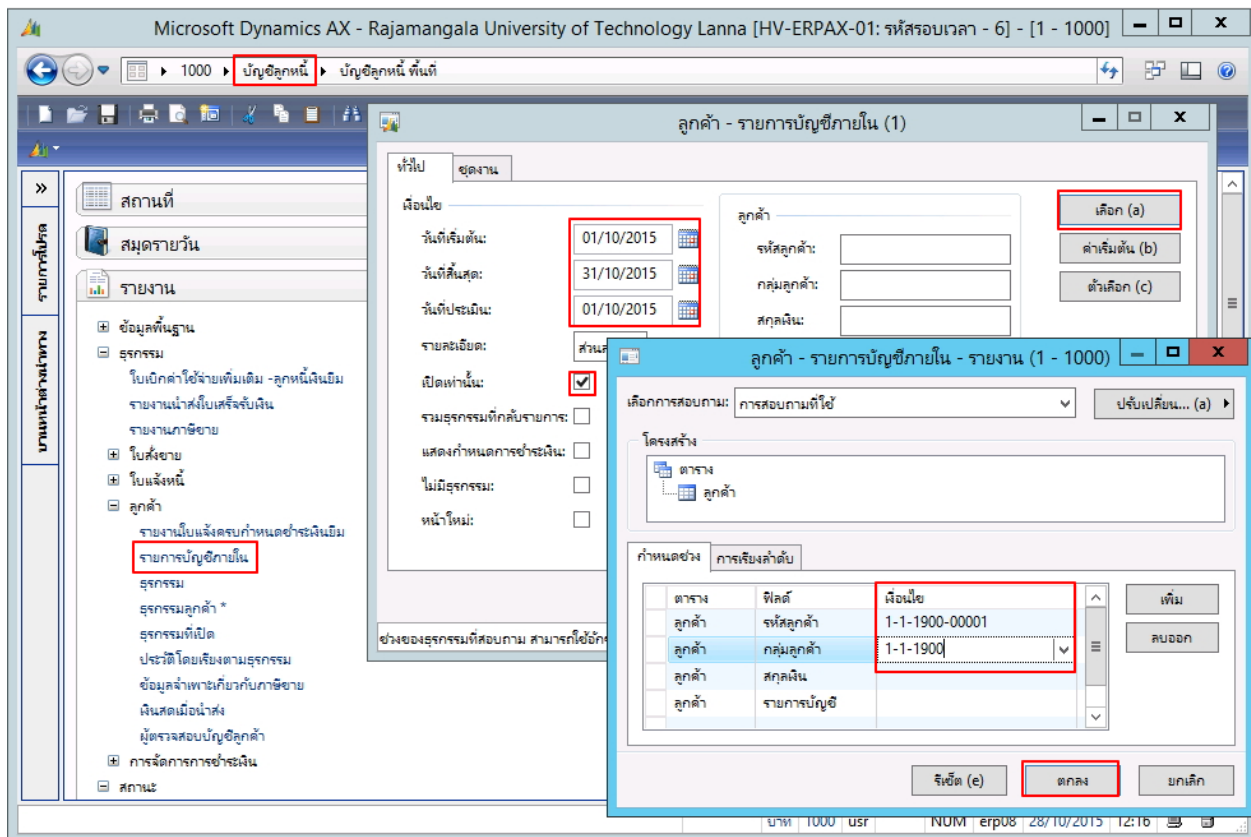 Microsoft Dynamics AX - Rajamangala University of Technology Lanna [HV-ERPAX-01: รหัสรอบเวลา - 6] - [1 - 1000]
1000 บัญชีลูกหนี้ บัญชีลูกหนี้ พื้นที่
รายการโปรด
บานหน้าต่างนำทาง
สถานที่
สมุดรายวัน
รายงาน
ข้อมูลพื้นฐาน
ธุรกรรม
ใบเบิกค่าใช้จ่ายเพิ่มเติม -ลูกหนี้เงินยืม
รายงานนำส่งใบเสร็จรับเงิน
รายงานภาษีขาย
ใบสั่งขาย
ใบแจ้งหนี้
ลูกค้า
รายงานใบแจ้งครบกำหนดชำระเงินยืม
รายการบัญชีภายใน
ธุรกรรม
ธุรกรรมลูกค้า *
ธุรกรรมที่เปิด
ประวัติโดยเรียงตามธุรกรรม
ข้อมูลจำเพาะเกี่ยวกับภาษีขาย
เงินสดเมื่อนำส่ง
ผู้ตรวจสอบบัญชีลูกค้า
การจัดการการชำระเงิน
สถานะ
ลูกค้า - รายการบัญชีภายใน (1)
ทั่วไป ชุดงาน
เงื่อนไข
วันที่เริ่มต้น: 01/10/2015
วันที่สิ้นสุด: 31/10/2015
วันที่ประเมิน: 01/10/2015
รายละเอียด:
เปิดเท่านั้น:
รวมธุรกรรมที่กลับรายการ:
แสดงกำหนดการชำระเงิน:
ไม่มีธุรกรรม:
หน้าใหม่:
ลูกค้า
รหัสลูกค้า:
กลุ่มลูกค้า:
สกุลเงิน:
เลือก (a)
ค่าเริ่มต้น (b)
ตัวเลือก (c)
ช่วงของธุรกรรมที่สอบถาม สามารถใช้อักข
ลูกค้า - รายการบัญชีภายใน - รายงาน (1 - 1000)
เลือกการสอบถาม: การสอบถามที่ใช้ ปรับเปลี่ยน... (a)
โครงสร้าง
ตาราง
ลูกค้า
กำหนดช่วง การเรียงลำดับ
ตาราง ฟิลด์ เงื่อนไข
ลูกค้า รหัสลูกค้า 1-1-1900-00001
ลูกค้า กลุ่มลูกค้า 1-1-1900
ลูกค้า สกุลเงิน
ลูกค้า รายการบัญชี
เพิ่ม
ลบออก
รีเซ็ต (e) ตกลง ยกเลิก
บาท 1000 usr NUM erp08 28/10/2015 12:16